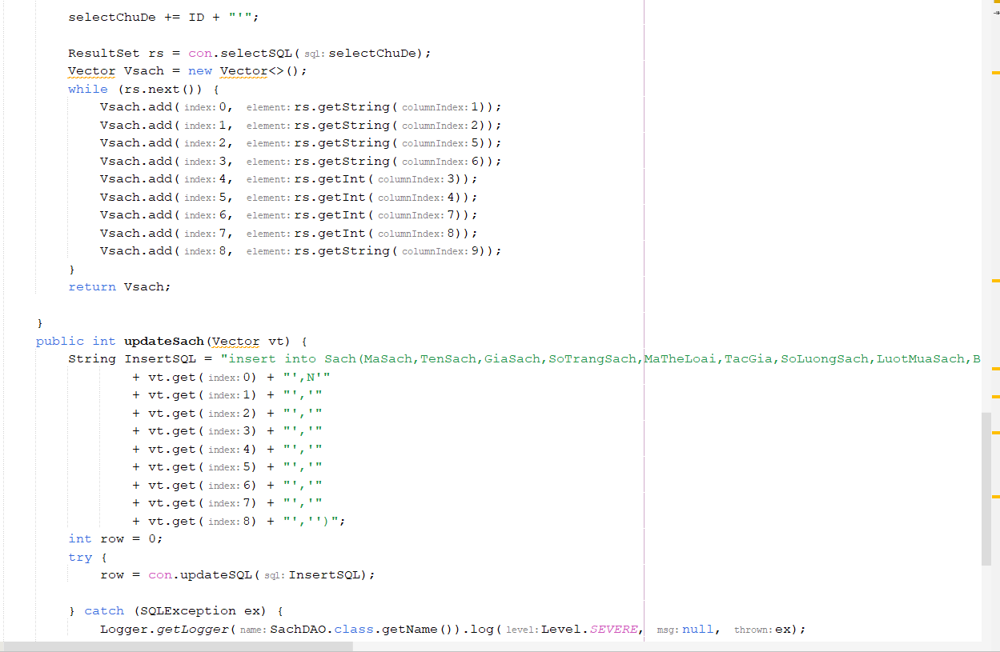 selectChuDe += ID + "'";
ResultSet rs = con.selectSQL( sql: selectChuDe);
Vector Vsach = new Vector<>();
while (rs.next()) {
Vsach.add( index: 0, element: rs.getString( columnIndex: 1));
Vsach.add( index: 1, element: rs.getString( columnIndex: 2));
Vsach.add( index: 2, element: rs.getString( columnIndex: 5));
Vsach.add( index: 3, element: rs.getString( columnIndex: 6));
Vsach.add( index: 4, element: rs.getInt( columnIndex: 3));
Vsach.add( index: 5, element: rs.getInt( columnIndex: 4));
Vsach.add( index: 6, element: rs.getInt( columnIndex: 7));
Vsach.add( index: 7, element: rs.getInt( columnIndex: 8));
Vsach.add( index: 8, element: rs.getString( columnIndex: 9));
}
return Vsach;
}
public int updateSach(Vector vt) {
String InsertSQL = "insert into Sach(MaSach,TenSach,GiaSach,SoTrangSach,MaTheLoai,TacGia,SoLuongSach,LuotMuaSach,B
+ vt.get( index: 0) + "',N'"
+ vt.get( index: 1) + "','"
+ vt.get( index: 2) + "','"
+ vt.get( index: 3) + "','"
+ vt.get( index: 4) + "','"
+ vt.get( index: 5) + "','"
+ vt.get( index: 6) + "','"
+ vt.get( index: 7) + "','"
+ vt.get( index: 8) + "','')";
int row = 0;
try {
row = con.updateSQL( sql: InsertSQL);
} catch (SQLException ex) {
Logger.getLogger( name: SachDAO.class.getName()).log( level: Level.SEVERE, msg: null, thrown: ex);